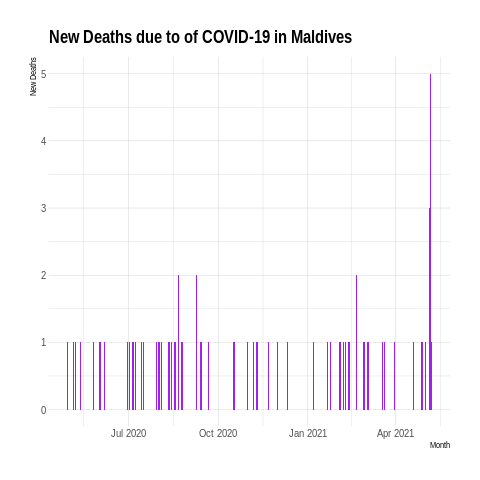 New Deaths due to of COVID-19 in Maldives
New Deaths
5
4
3
2
1
0
Jul 2020 Oct 2020 Jan 2021 Apr 2021
Month